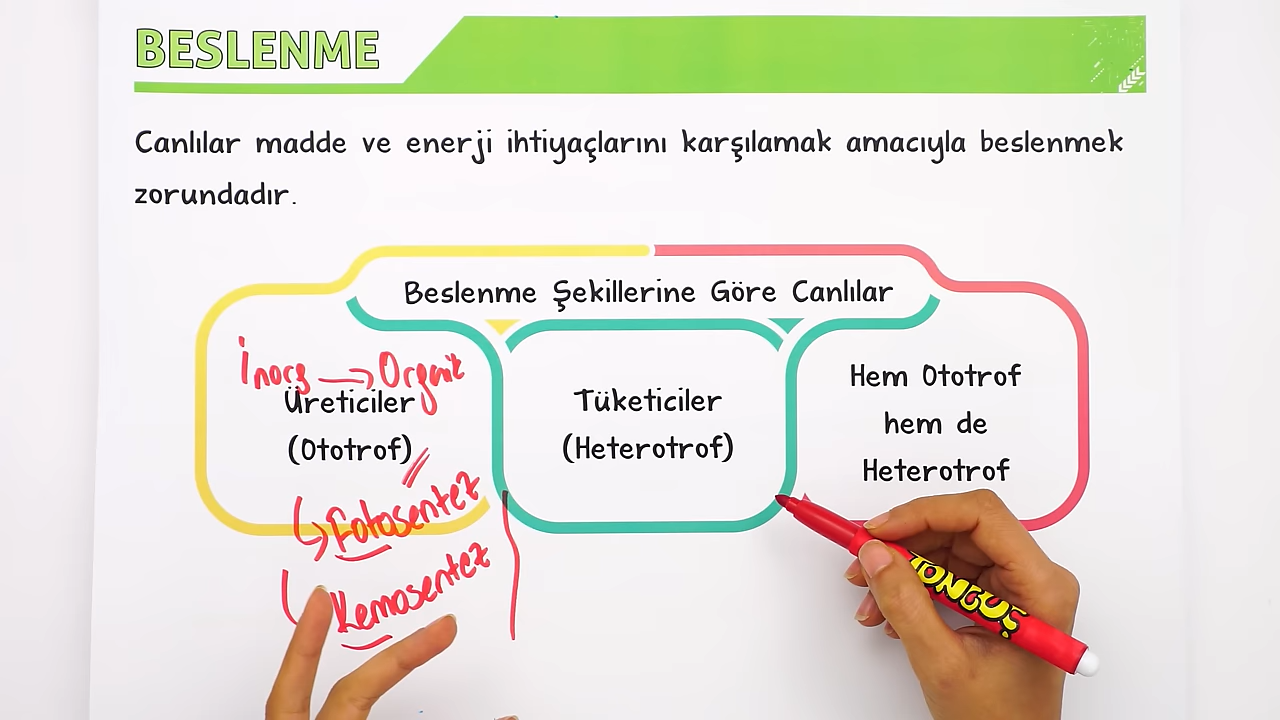 BESLENME
Canlılar madde ve enerji ihtiyaçlarını karşılamak amacıyla beslenmek
zorundadır.
Beslenme Şekillerine Göre Canlılar
İnorg → Organik
Üreticiler
(Ototrof)
Fotosentez
Kemosentez
Tüketiciler
(Heterotrof)
Hem Ototrof
hem de
Heterotrof
TONGUÇ